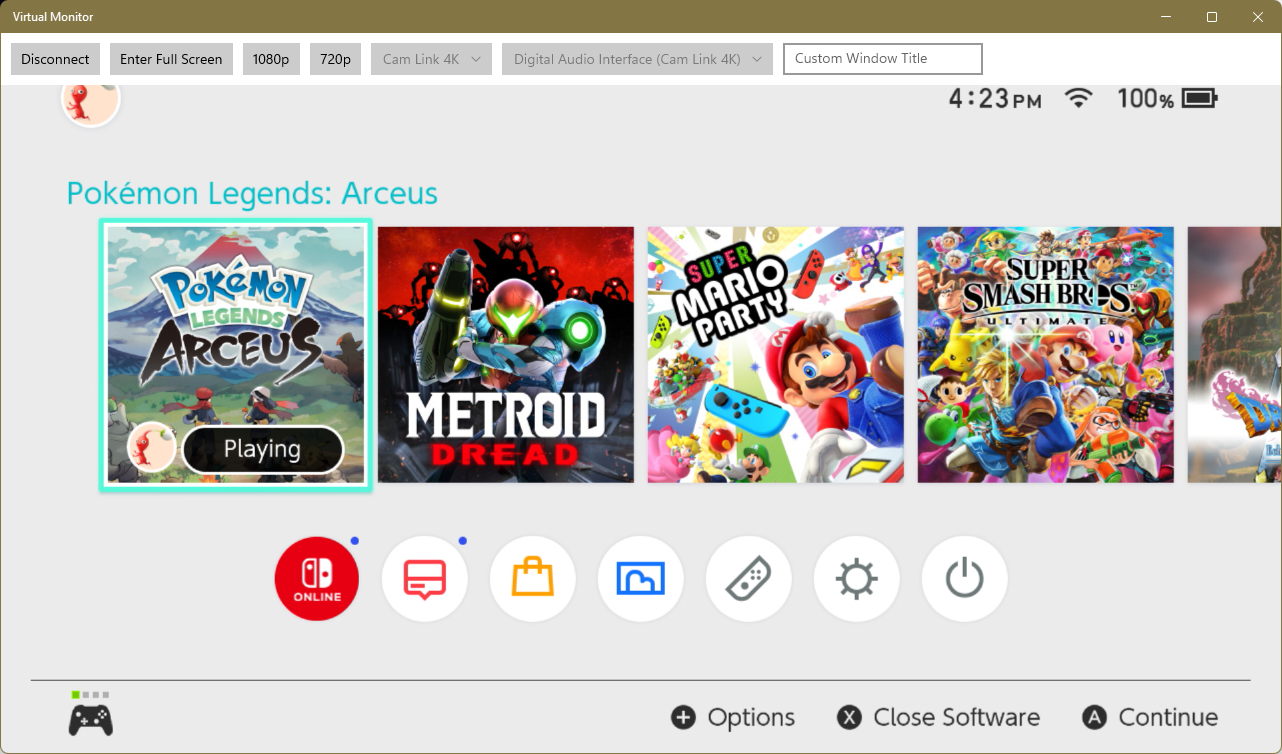 Virtual Monitor
Disconnect
Enter Full Screen
1080p
720p
Cam Link 4K
Digital Audio Interface (Cam Link 4K)
Custom Window Title
4:23 PM
100%
Pokémon Legends: Arceus
POKéMON
LEGENDS
ARCEUS
Playing
METROID
DREAD
SUPER
MARIO
PARTY
SUPER
SMASH BROS.
ULTIMATE
ONLINE
Options
X
Close Software
A
Continue